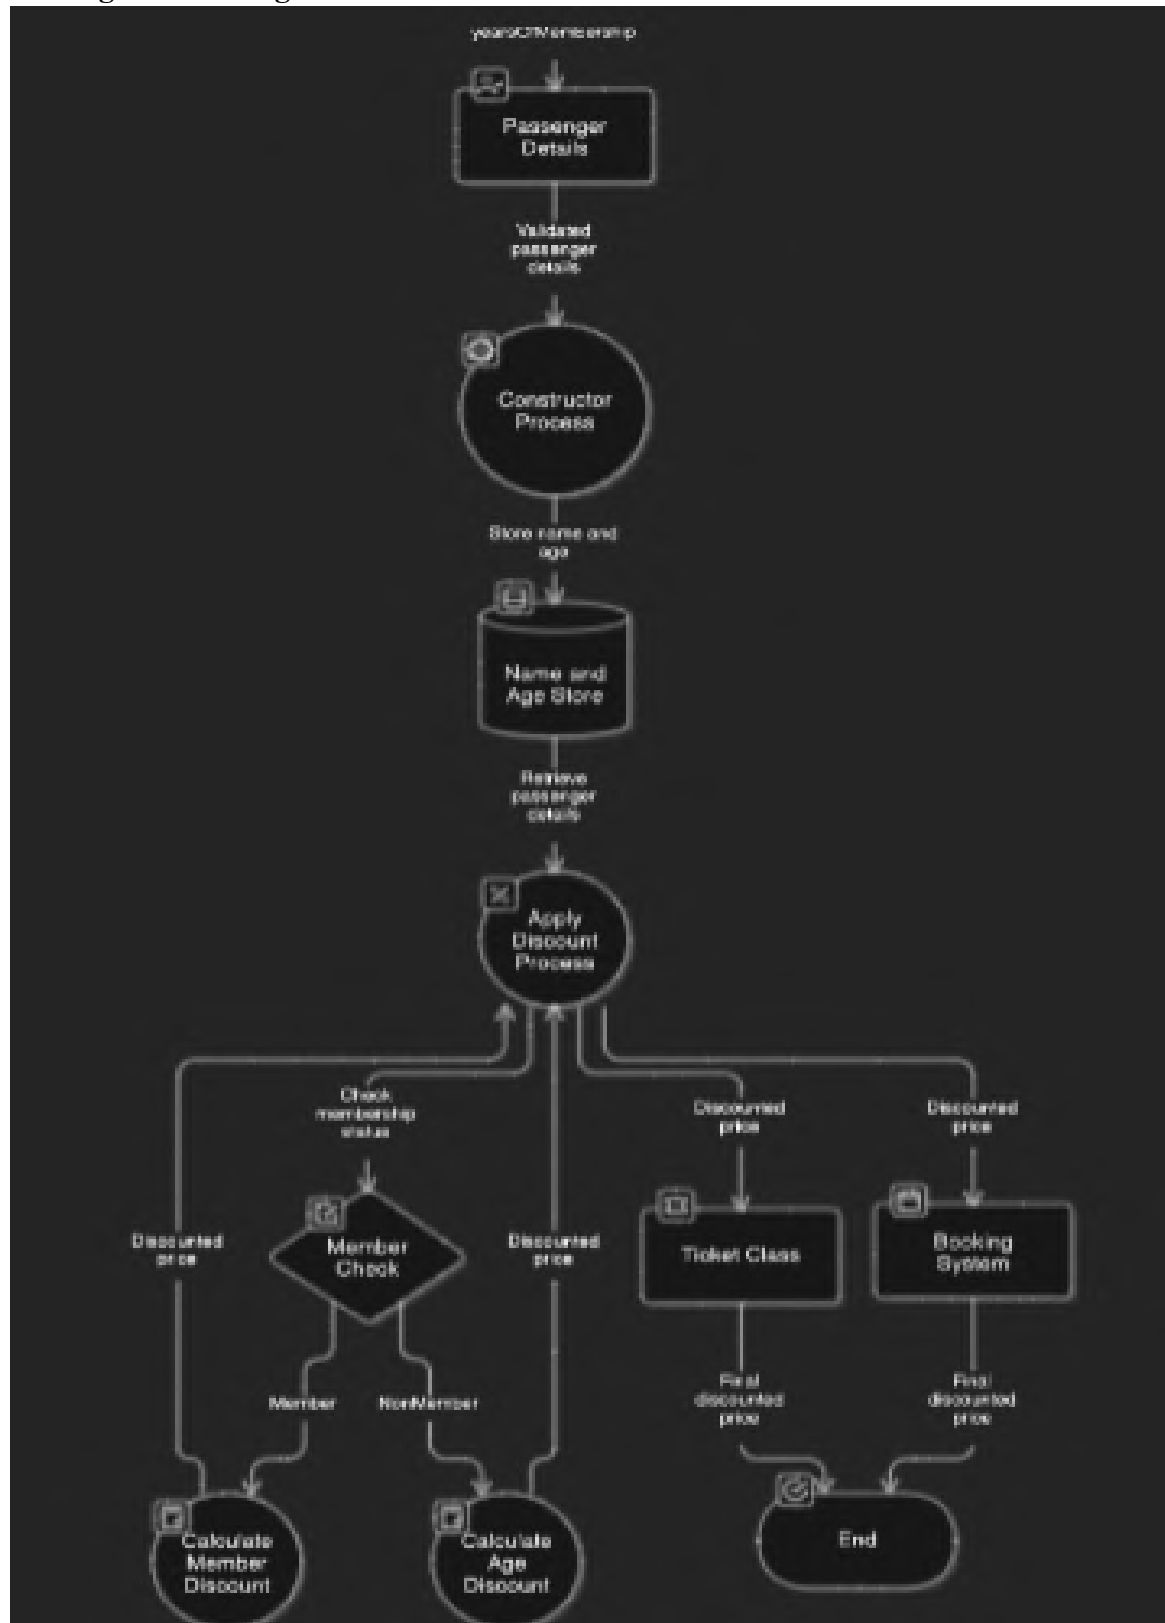 yearsOfMembership
Passenger
Details
Validated
passenger
details
Constructor
Process
Store name and
age
Name and
Age Store
Retrieve
passenger
details
Apply
Discount
Process
Check
membership
status
Discounted
price
Discounted
price
Discounted
price
Member
Check
Discounted
price
Ticket Class
Booking
System
Member
NonMember
Final
discounted
price
Final
discounted
price
Calculate
Member
Discount
Calculate
Age
Discount
End